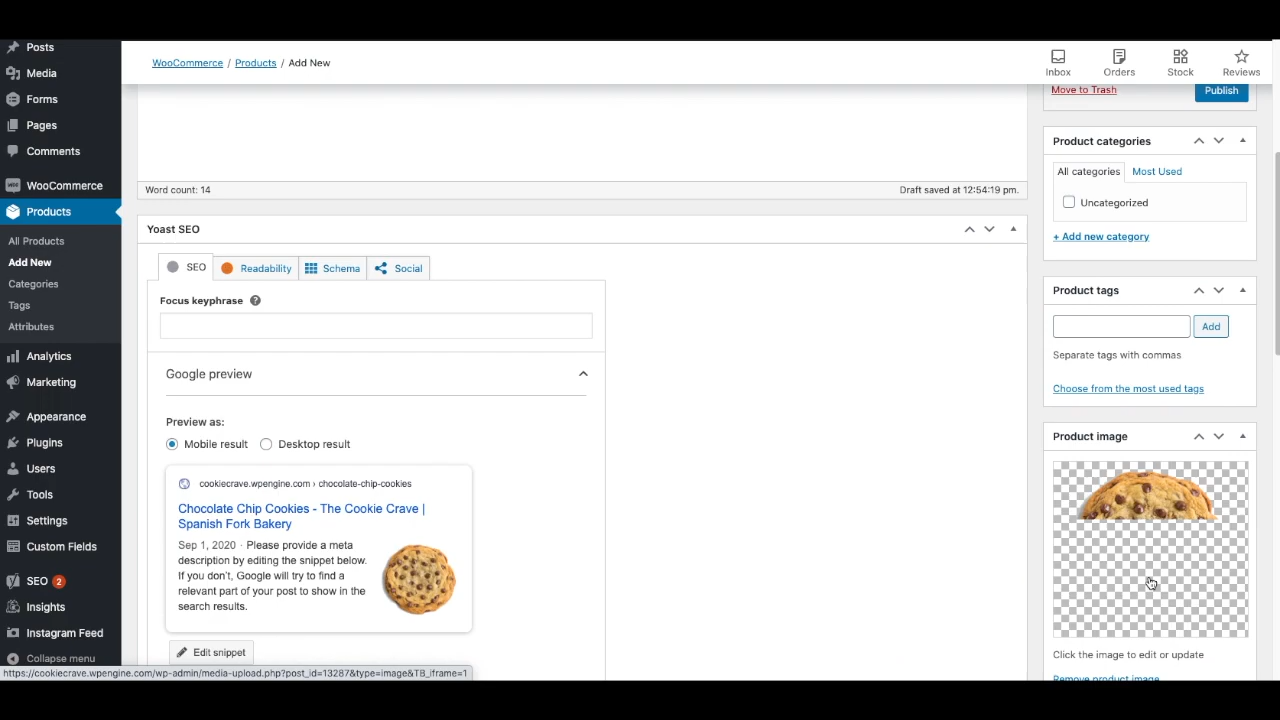 Posts
Media
Forms
Pages
Comments
WooCommerce
Products
All Products
Add New
Categories
Tags
Attributes
Analytics
Marketing
Appearance
Plugins
Users
Tools
Settings
Custom Fields
SEO 2
Insights
Instagram Feed
Collapse menu
WooCommerce / Products / Add New
Inbox
Orders
Stock
Reviews
Word count: 14
Draft saved at 12:54:19 pm.
Yoast SEO
SEO
Readability
Schema
Social
Focus keyphrase ?
Google preview
Preview as:
Mobile result
Desktop result
cookiecrave.wpengine.com › chocolate-chip-cookies
Chocolate Chip Cookies - The Cookie Crave |
Spanish Fork Bakery
Sep 1, 2020 · Please provide a meta
description by editing the snippet below.
If you don't, Google will try to find a
relevant part of your post to show in the
search results.
Edit snippet
Move to Trash
Publish
Product categories
All categories
Most Used
Uncategorized
+ Add new category
Product tags
Add
Separate tags with commas
Choose from the most used tags
Product image
Click the image to edit or update
Remove product image
https://cookiecrave.wpengine.com/wp-admin/media-upload.php?post_id=13287&type=image&TB_iframe=1